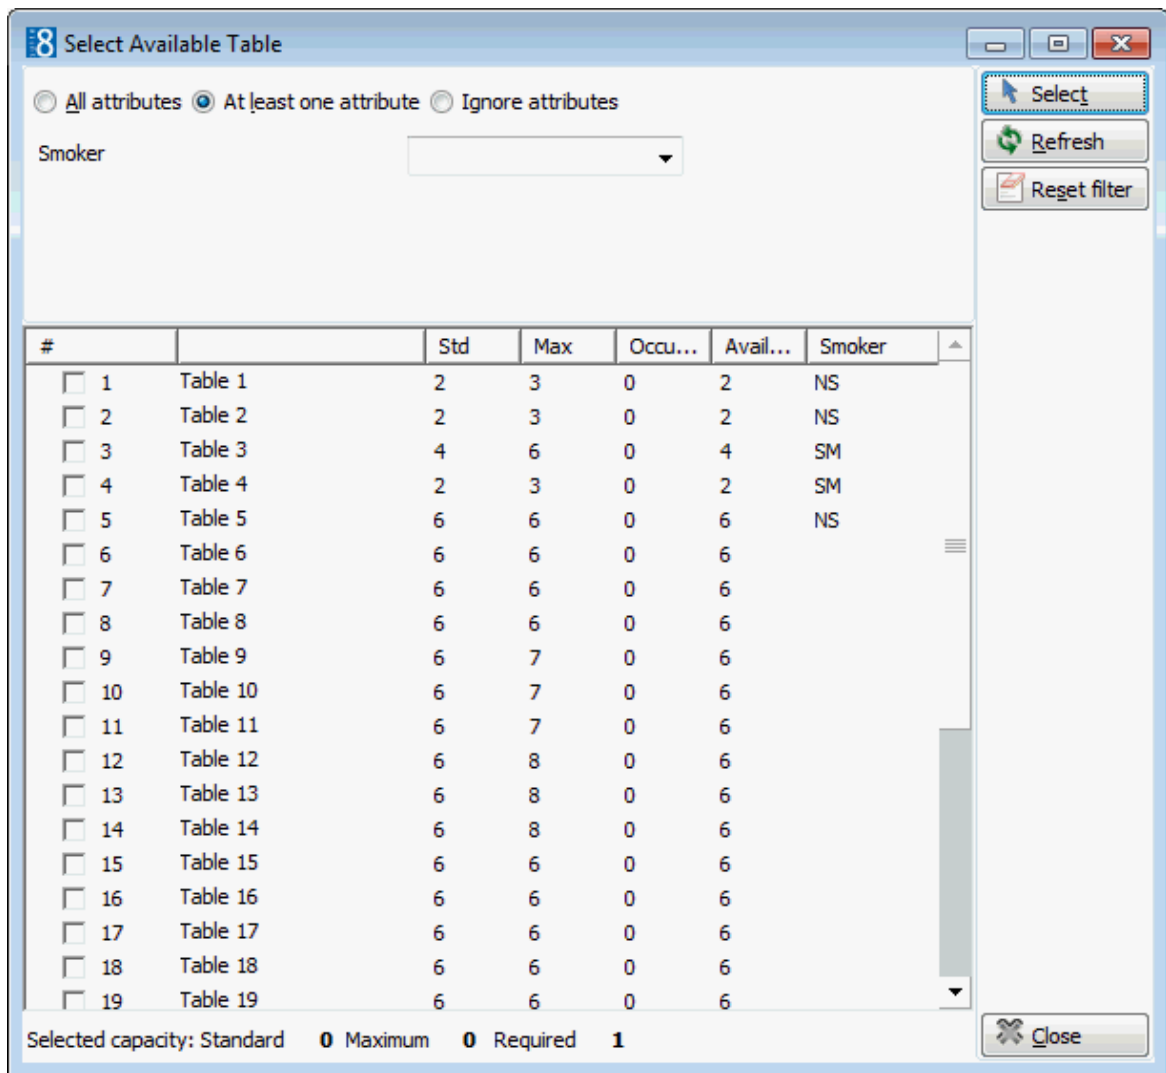 8 Select Available Table
All attributes At least one attribute Ignore attributes
Select
Smoker
Refresh
Reset filter
# Std Max Occu... Avail... Smoker
1 Table 1 2 3 0 2 NS
2 Table 2 2 3 0 2 NS
3 Table 3 4 6 0 4 SM
4 Table 4 2 3 0 2 SM
5 Table 5 6 6 0 6 NS
6 Table 6 6 6 0 6
7 Table 7 6 6 0 6
8 Table 8 6 6 0 6
9 Table 9 6 7 0 6
10 Table 10 6 7 0 6
11 Table 11 6 7 0 6
12 Table 12 6 8 0 6
13 Table 13 6 8 0 6
14 Table 14 6 8 0 6
15 Table 15 6 6 0 6
16 Table 16 6 6 0 6
17 Table 17 6 6 0 6
18 Table 18 6 6 0 6
19 Table 19 6 6 0 6
Selected capacity: Standard 0 Maximum 0 Required 1
Close